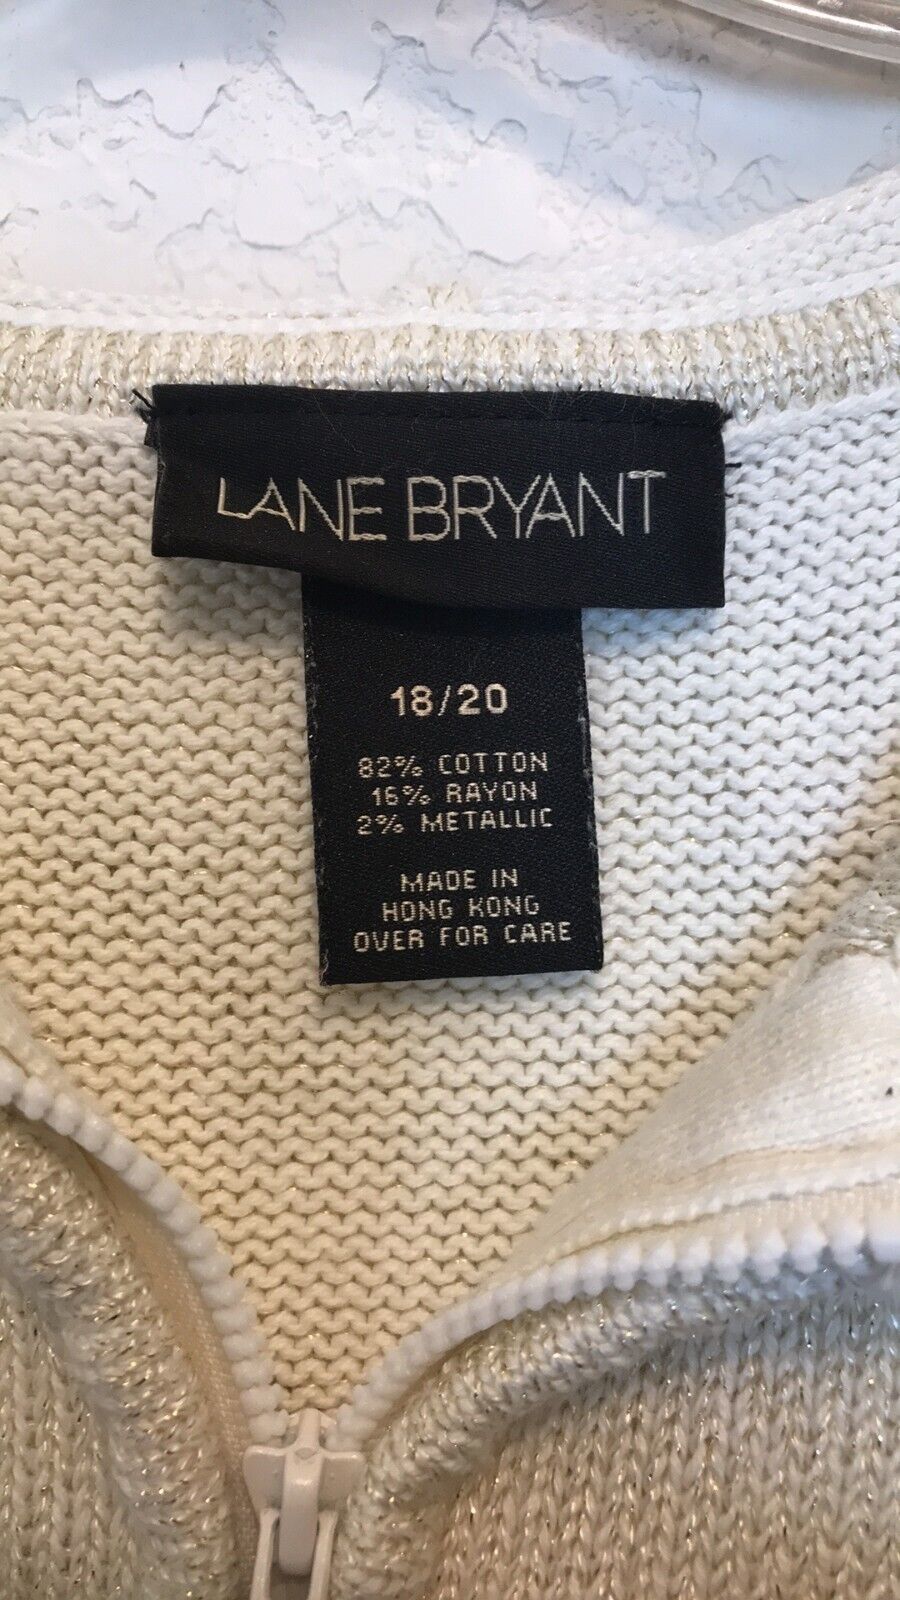 LANE BRYANT
18/20
82% COTTON
16% RAYON
2% METALLIC
MADE IN
HONG KONG
OVER FOR CARE